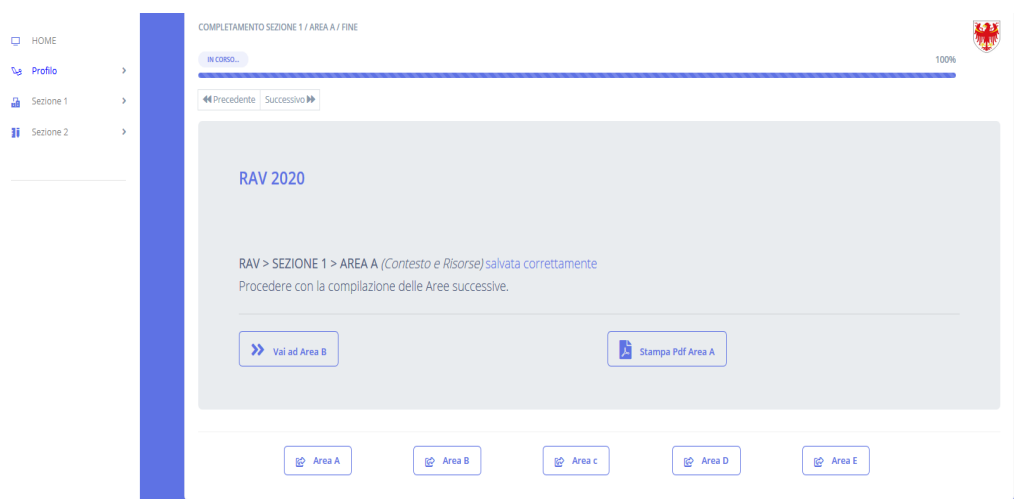 HOME
Profilo
Sezione 1
Sezione 2
COMPLETAMENTO SEZIONE 1 / AREA A / FINE
IN CORSO...
100%
Precedente
Successivo
RAV 2020
RAV > SEZIONE 1 > AREA A (Contesto e Risorse) salvata correttamente
Procedere con la compilazione delle Aree successive.
Vai ad Area B
Stampa Pdf Area A
Area A
Area B
Area c
Area D
Area E